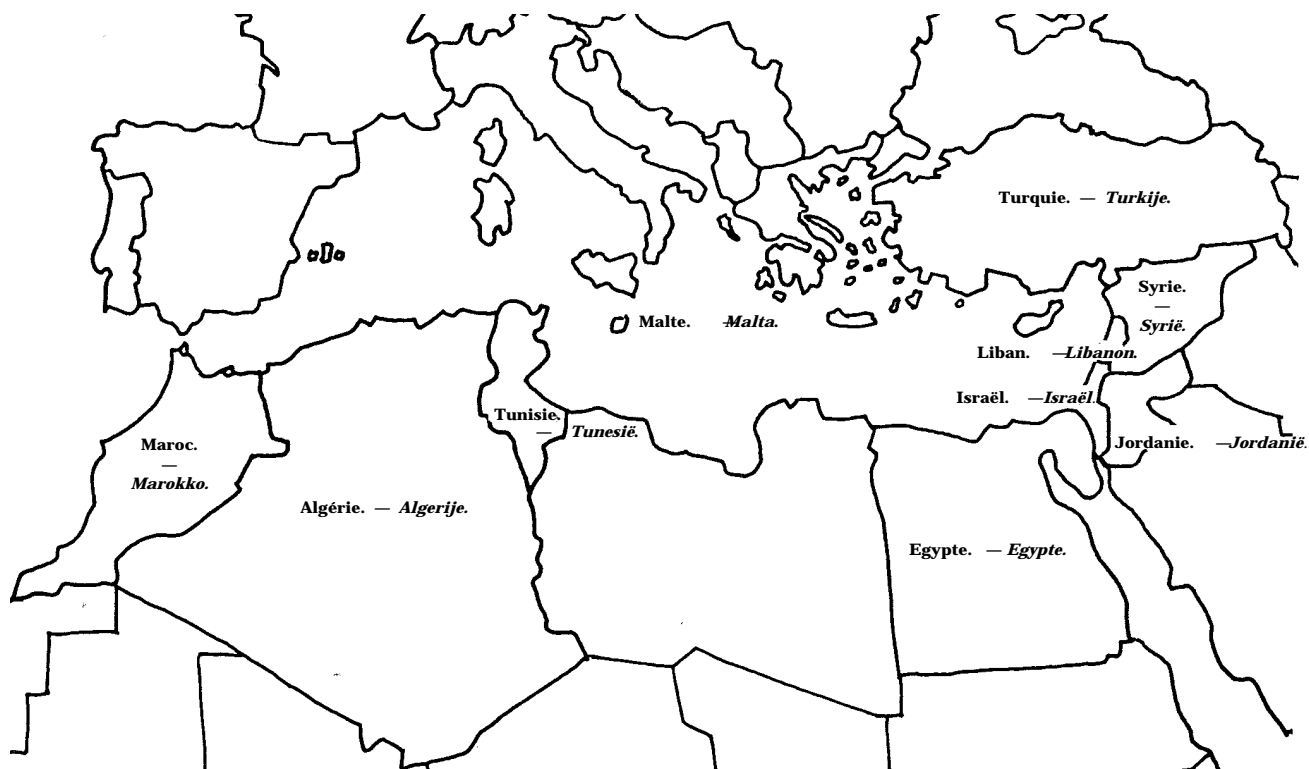 Turquie. — Turkije.
Syrie.
—
Syrië.
Malte. — Malta.
Liban. — Libanon.
Israël. — Israël.
Tunisie.
— Tunesië.
Maroc.
—
Marokko.
Jordanie. — Jordanië.
Algérie. — Algerije.
Egypte. — Egypte.